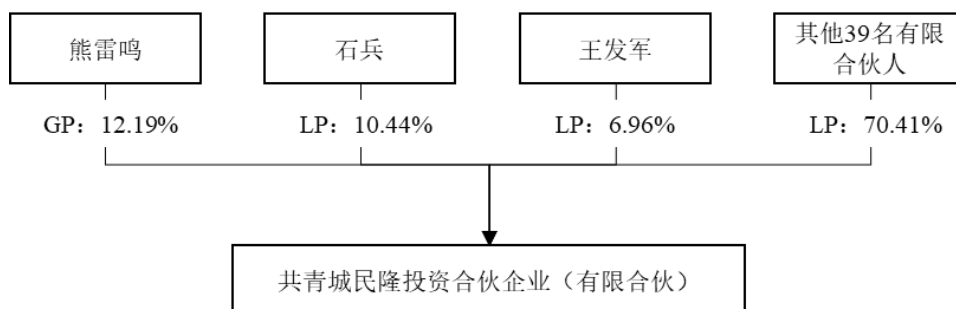 熊雷鸣
石兵
王发军
其他39名有限
合伙人
GP：12.19%
LP：10.44%
LP：6.96%
LP：70.41%
共青城民隆投资合伙企业（有限合伙）